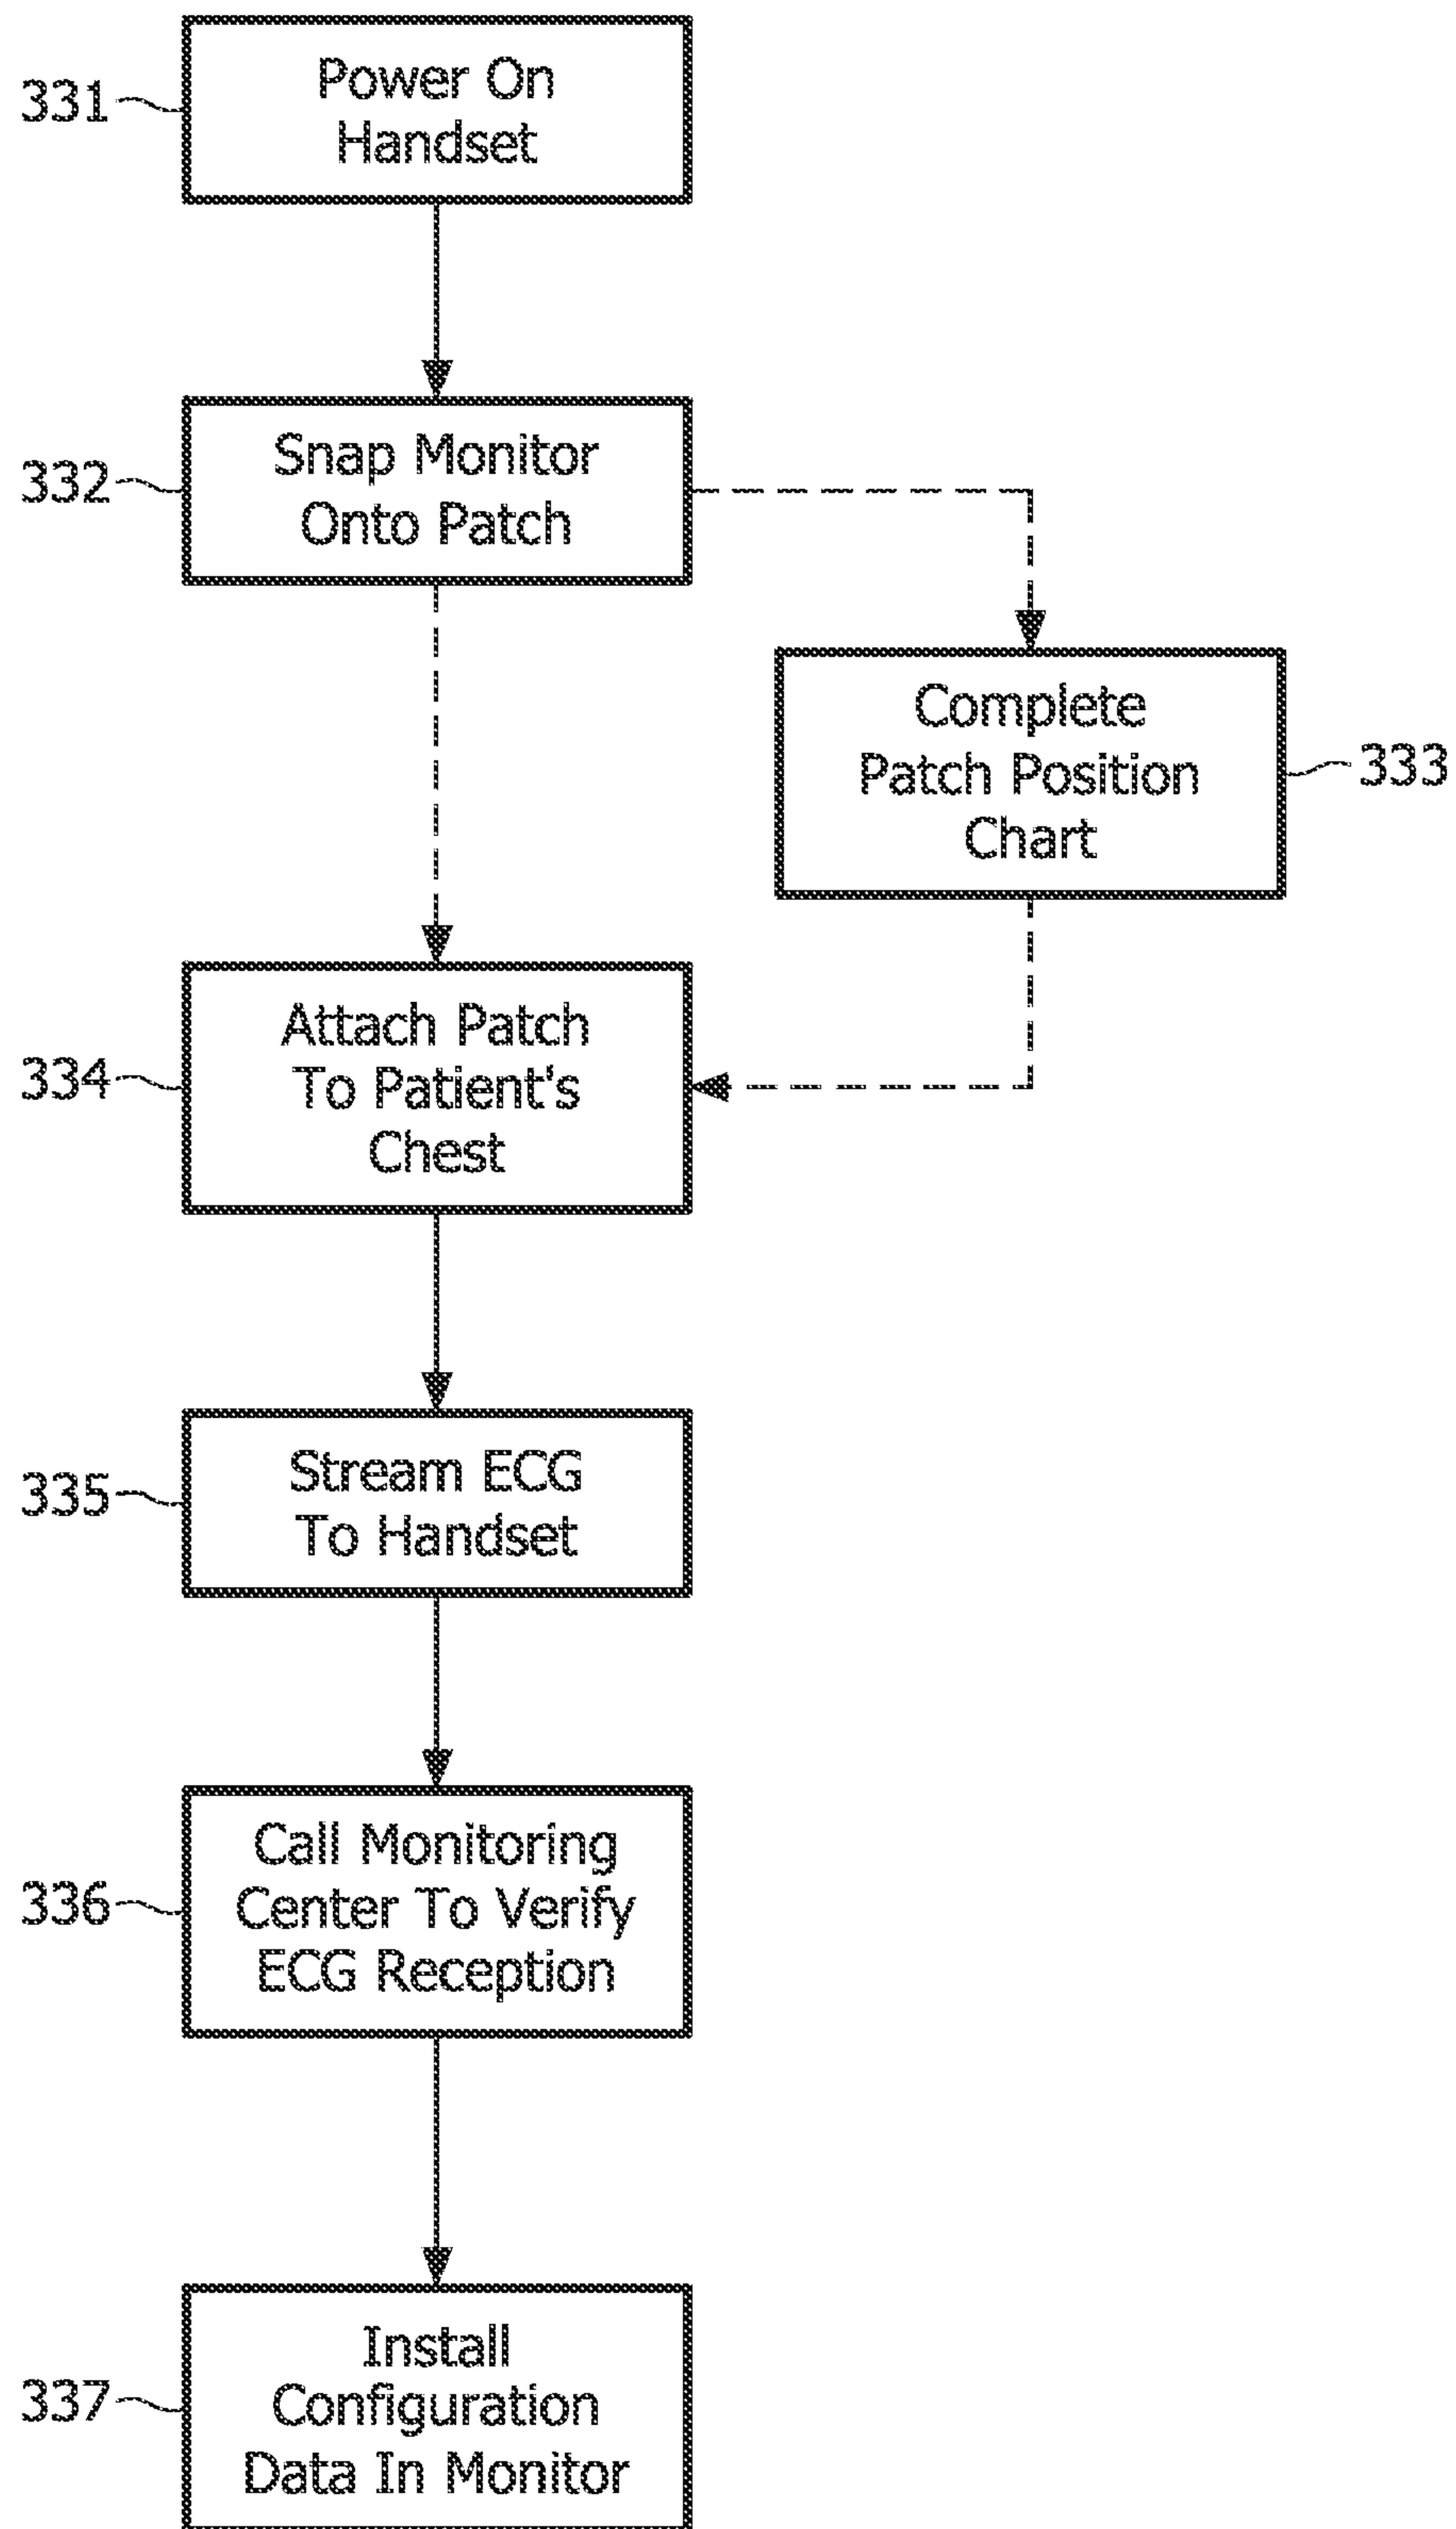 331
Power On
Handset
332
Snap Monitor
Onto Patch
Complete
Patch Position
Chart
333
334
Attach Patch
To Patient's
Chest
335
Stream ECG
To Handset
336
Call Monitoring
Center To Verify
ECG Reception
337
Install
Configuration
Data In Monitor